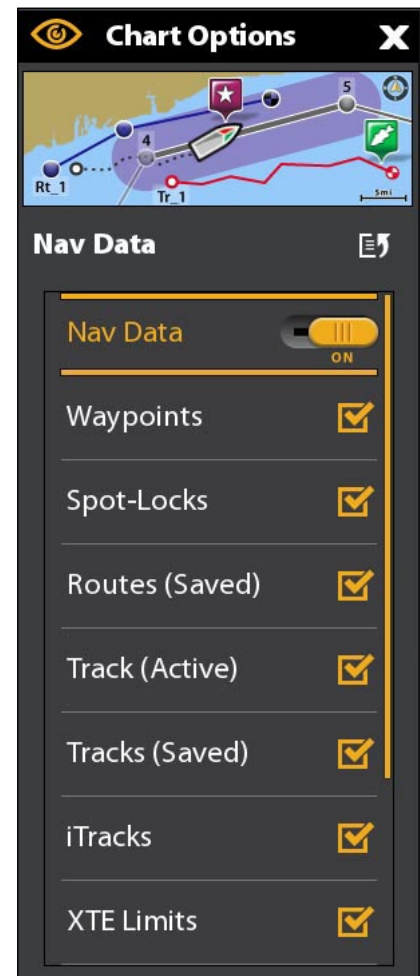 Chart Options X
4
5
Rt_1
Tr_1
5mi
Nav Data
Nav Data
ON
Waypoints
Spot-Locks
Routes (Saved)
Track (Active)
Tracks (Saved)
iTracks
XTE Limits